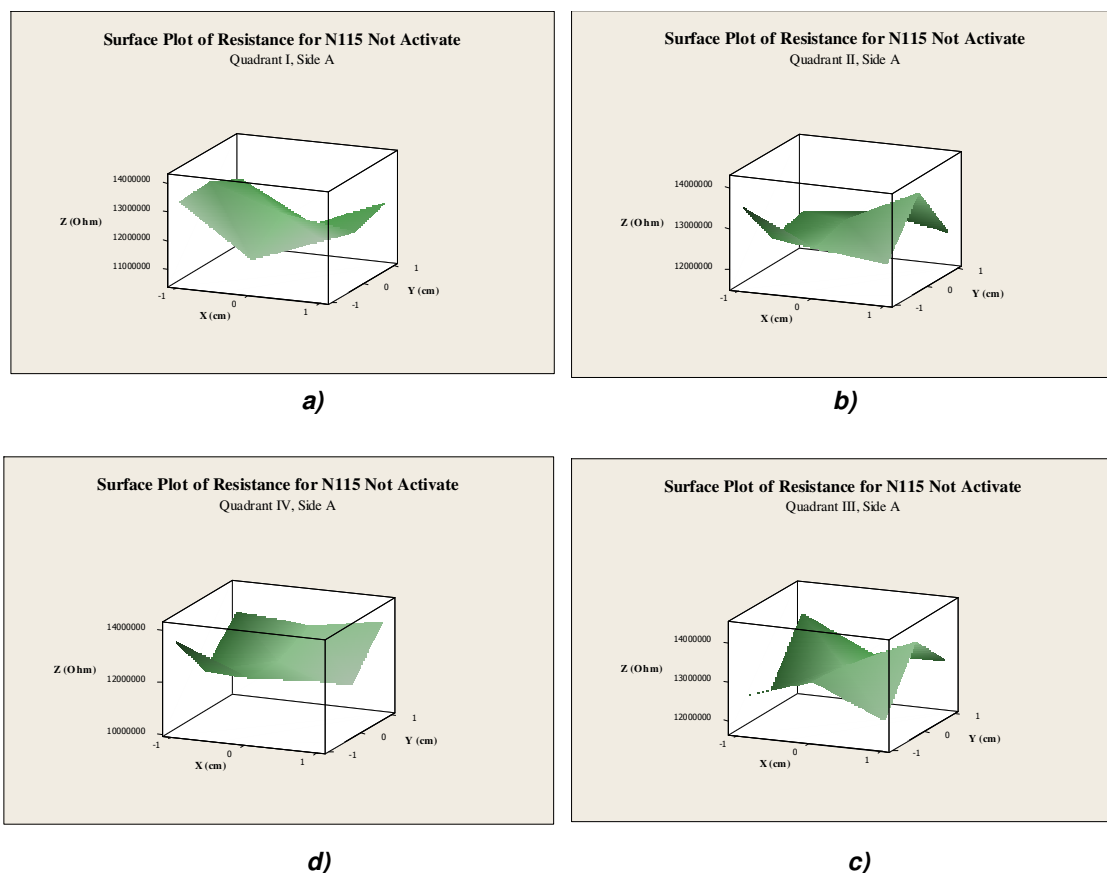 Surface Plot of Resistance for N115 Not Activate
Quadrant I, Side A
14000000
13000000
Z (Ohm)
12000000
11000000
-1
0
1
X (cm)
-1
0
1
Y (cm)
a)
Surface Plot of Resistance for N115 Not Activate
Quadrant II, Side A
14000000
Z (Ohm)
13000000
12000000
-1
0
1
X (cm)
-1
0
1
Y (cm)
b)
Surface Plot of Resistance for N115 Not Activate
Quadrant IV, Side A
14000000
Z (Ohm)
12000000
10000000
-1
0
1
X (cm)
-1
0
1
Y (cm)
d)
Surface Plot of Resistance for N115 Not Activate
Quadrant III, Side A
14000000
Z (Ohm)
13000000
12000000
-1
0
1
X (cm)
-1
0
1
Y (cm)
c)